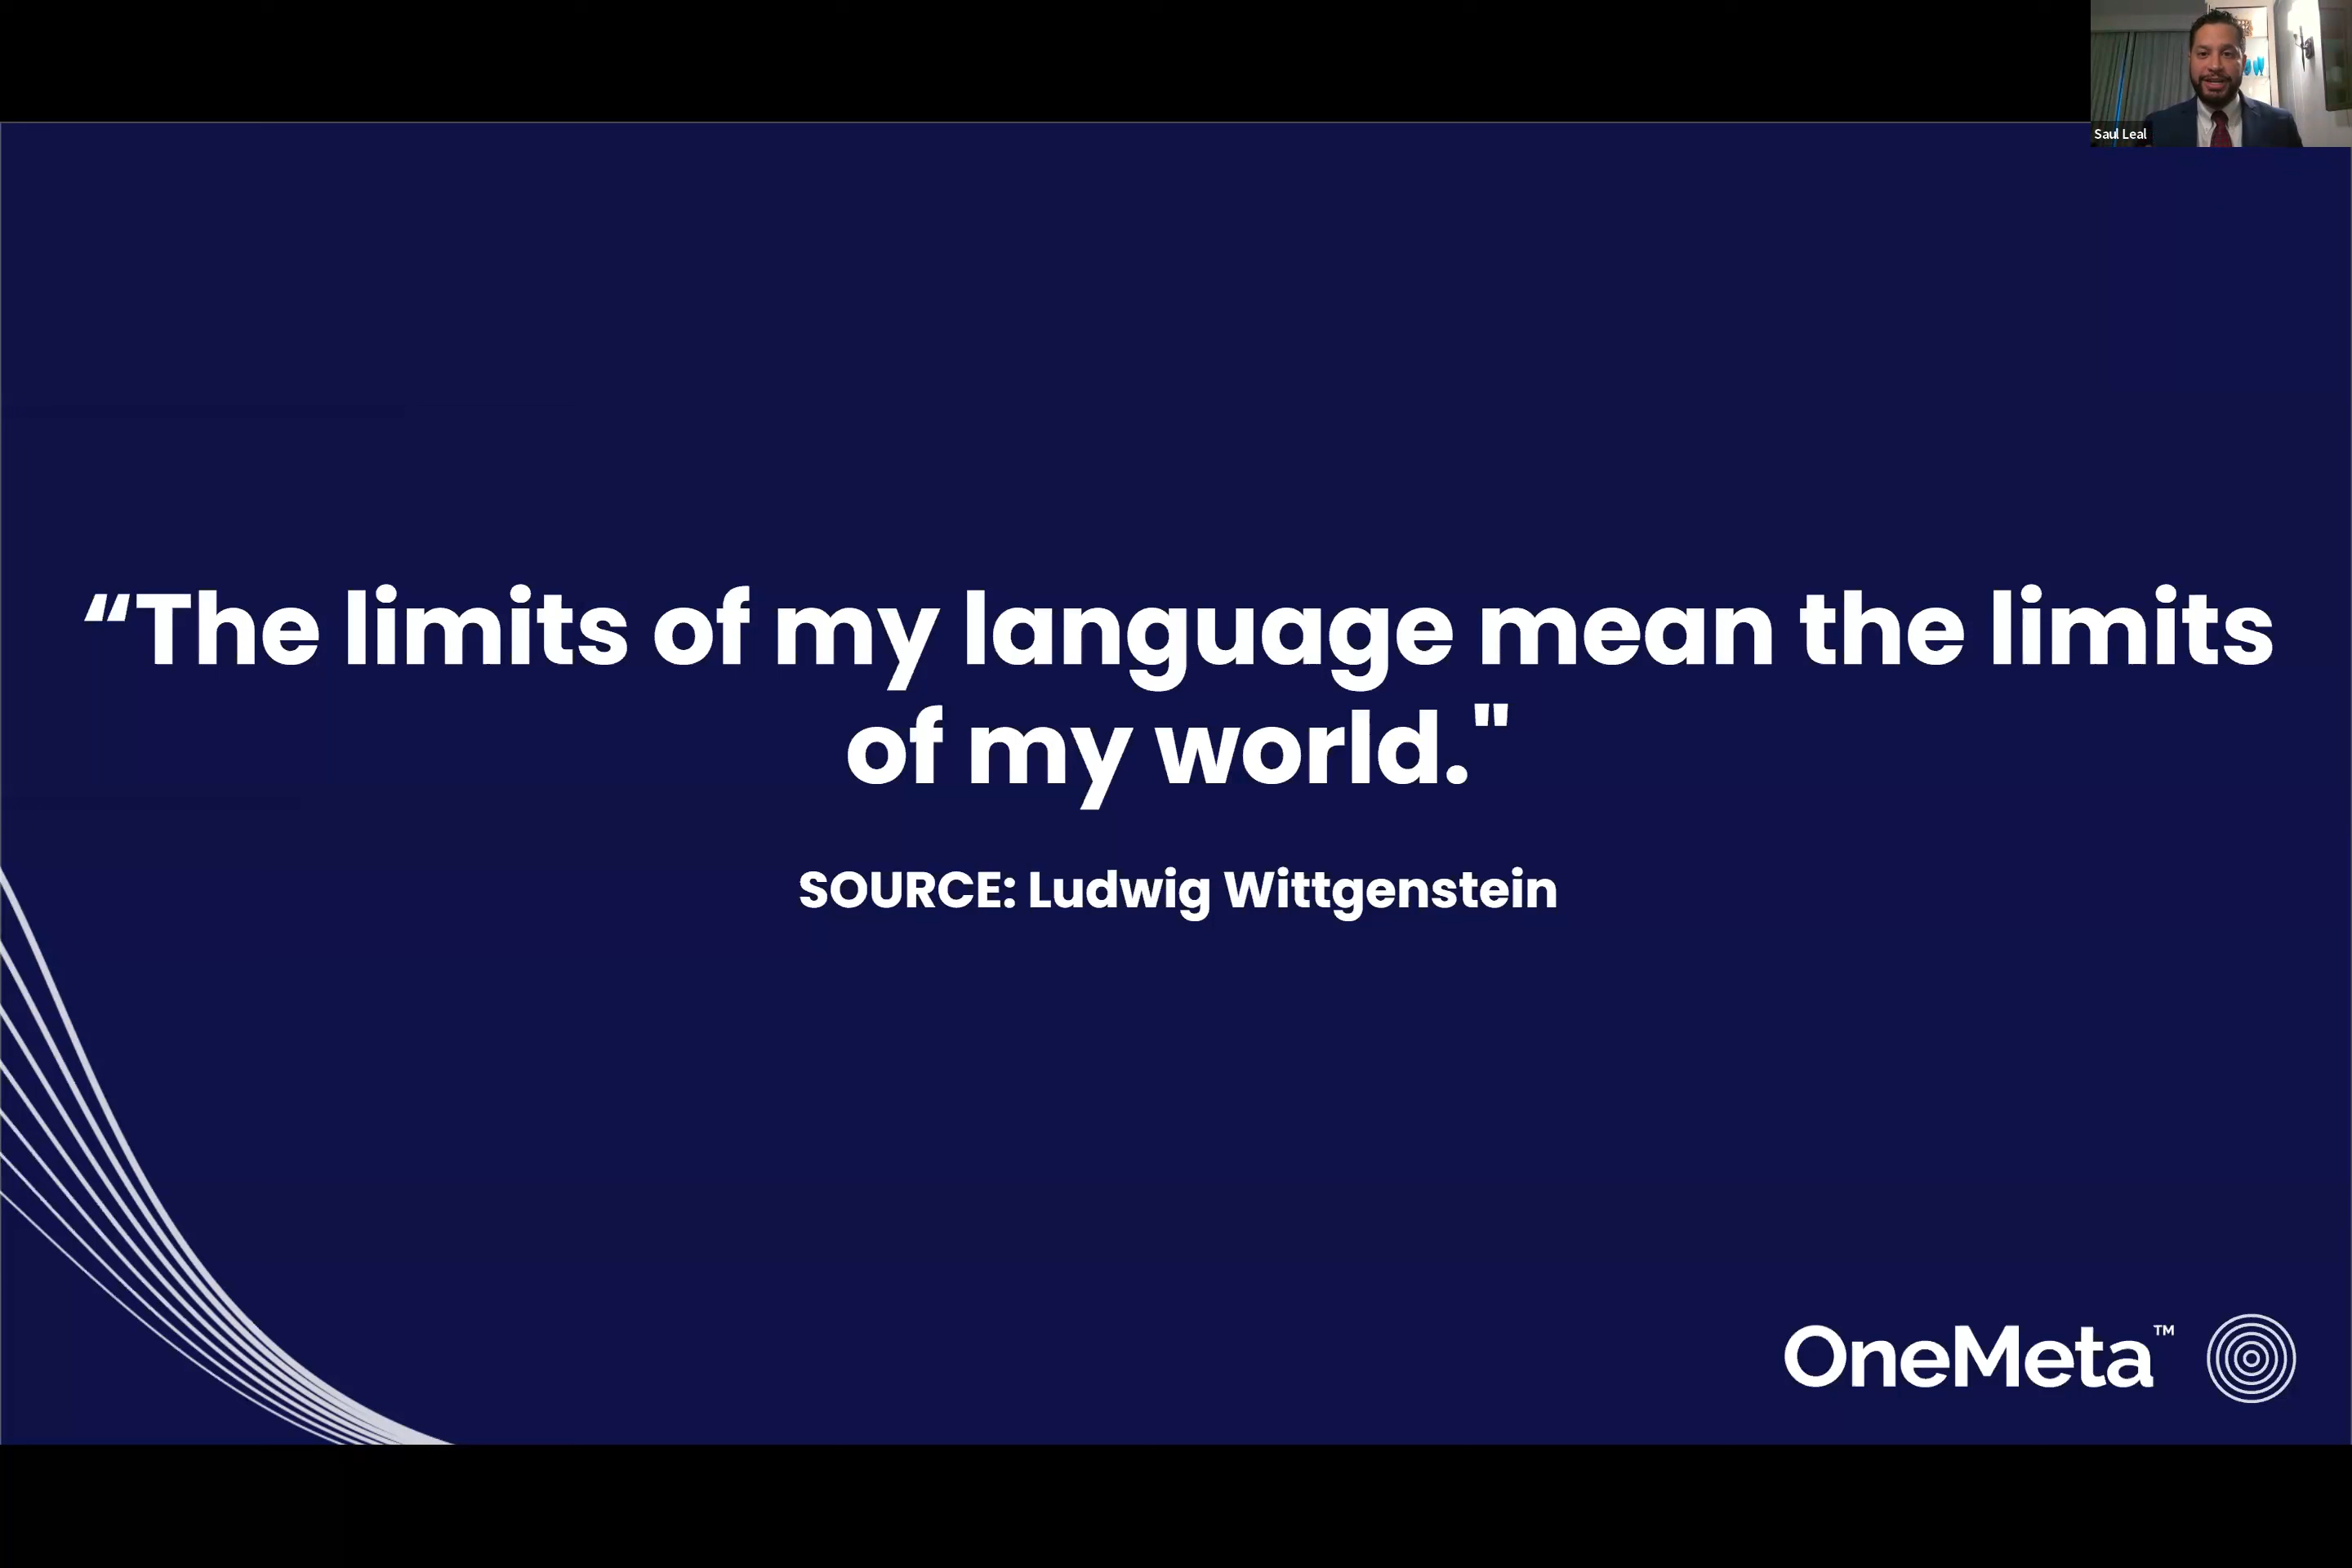 Saul Leal
“The limits of my language mean the limits
of my world."
SOURCE: Ludwig Wittgenstein
OneMeta™